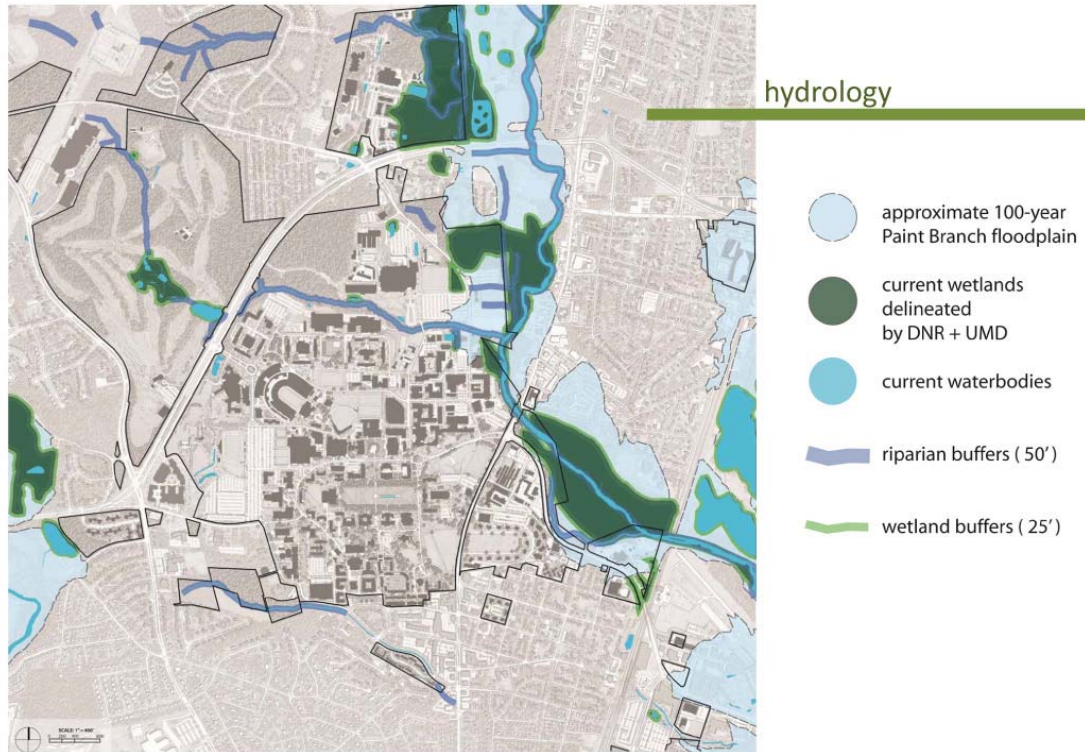 hydrology
approximate 100-year
Paint Branch floodplain
current wetlands
delineated
by DNR + UMD
current waterbodies
riparian buffers ( 50’ )
wetland buffers ( 25’ )